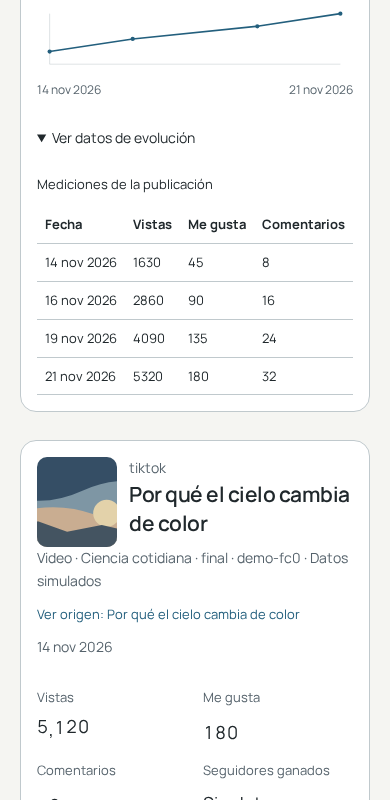 14 nov 2026 21 nov 2026
▼ Ver datos de evolución
Mediciones de la publicación
Fecha Vistas Me gusta Comentarios
14 nov 2026 1630 45 8
16 nov 2026 2860 90 16
19 nov 2026 4090 135 24
21 nov 2026 5320 180 32
tiktok
Por qué el cielo cambia
de color
Video · Ciencia cotidiana · final · demo-fc0 · Datos
simulados
Ver origen: Por qué el cielo cambia de color
14 nov 2026
Vistas Me gusta
5,120 180
Comentarios Seguidores ganados